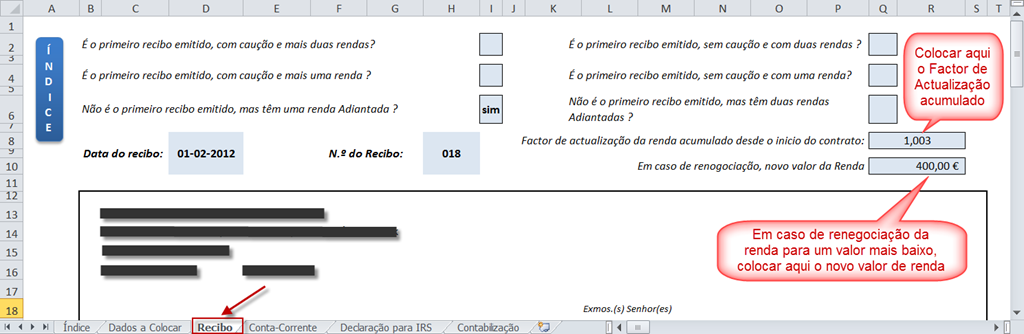 A B C D E F G H I J K L M N O P Q R S T
1
2 É o primeiro recibo emitido, com caução e mais duas rendas? É o primeiro recibo emitido, sem caução e com duas rendas ?
3
4 É o primeiro recibo emitido, com caução e mais uma renda ? É o primeiro recibo emitido, sem caução e com uma renda?
5
6 Não é o primeiro recibo emitido, mas têm uma renda Adiantada ? sim Não é o primeiro recibo emitido, mas têm duas rendas
Adiantadas ?
7
8 Factor de actualização da renda acumulado desde o inicio do contrato: 1,003
9
Data do recibo: 01-02-2012 N.º do Recibo: 018
10 Em caso de renogociação, novo valor da Renda 400,00 €
11
12
13
14
15
16
17
18 Exmos.(s) Senhor(es)
ÍNDICE
Colocar aqui
o Factor de
Actualização
acumulado
Em caso de renegociação da
renda para um valor mais baixo,
colocar aqui o novo valor de renda
Índice Dados a Colocar Recibo Conta-Corrente Declaração para IRS Contabilização